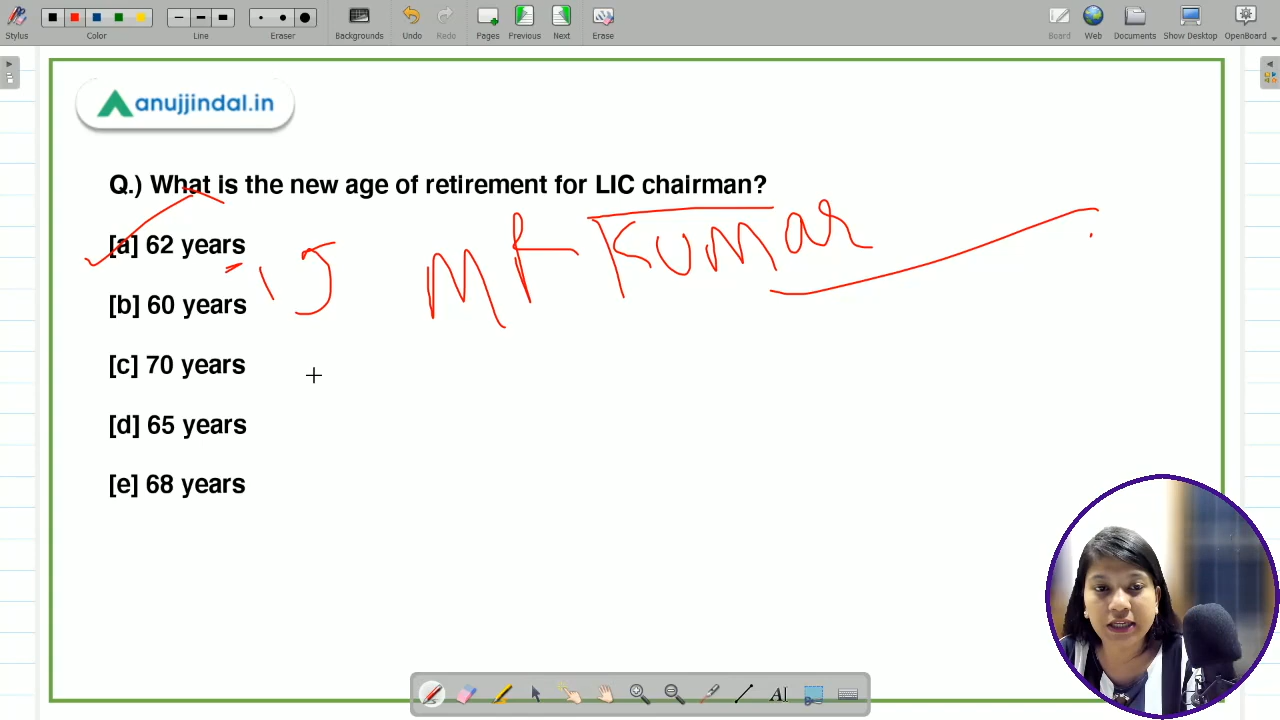 Stylus Color Line Eraser Backgrounds Undo Redo Pages Previous Next Erase Board Web Documents Show Desktop OpenBoard
anujjindal.in
Q.) What is the new age of retirement for LIC chairman?
[a] 62 years
MR Kumar
[b] 60 years
[c] 70 years
[d] 65 years
[e] 68 years
AI